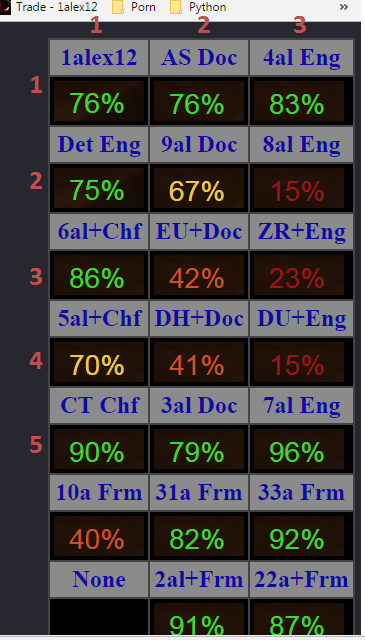 Trade - 1alex12 Porn Python »
1 2 3
1alex12 AS Doc 4al Eng
1 76% 76% 83%
Det Eng 9al Doc 8al Eng
2 75% 67% 15%
6al+Chf EU+Doc ZR+Eng
3 86% 42% 23%
5al+Chf DH+Doc DU+Eng
4 70% 41% 15%
CT Chf 3al Doc 7al Eng
5 90% 79% 96%
10a Frm 31a Frm 33a Frm
40% 82% 92%
None 2al+Frm 22a+Frm
91% 87%